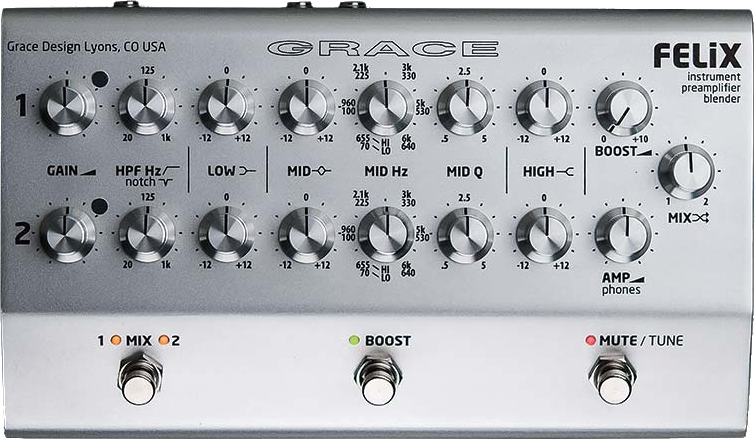 Grace Design Lyons, CO USA
GRACE
FELiX
instrument
preamplifier
blender
1
125
20 1k
0
-12 +12
0
-12 +12
2.1k 3k
225 330
.960 5k
100 530
655 HI 6k
70 LO 640
2.5
.5 5
0
-12 +12
0 +10
BOOST
GAIN
HPF Hz
notch
LOW
MID
MID Hz
MID Q
HIGH
1 2
MIX
2
125
20 1k
0
-12 +12
0
-12 +12
2.1k 3k
225 330
.960 5k
100 530
655 HI 6k
70 LO 640
2.5
.5 5
0
-12 +12
AMP
phones
1 MIX 2
BOOST
MUTE / TUNE